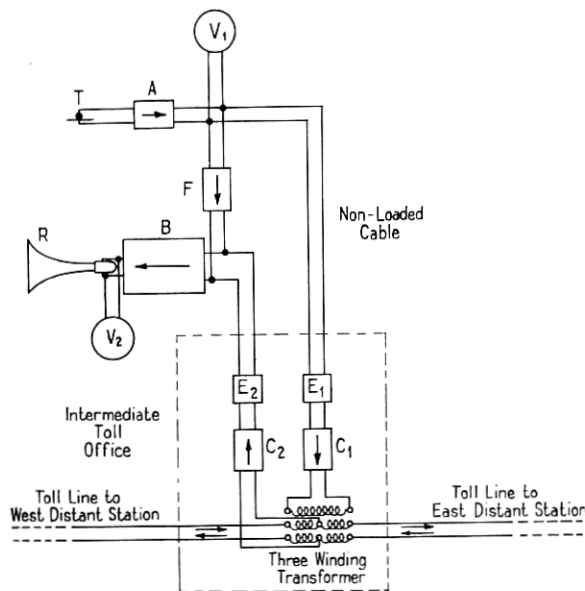 V1
T
A
F
Non-Loaded
Cable
R
B
V2
E2
E1
Intermediate
Toll
Office
C2
C1
Toll Line to
West Distant Station
Toll Line to
East Distant Station
Three Winding
Transformer